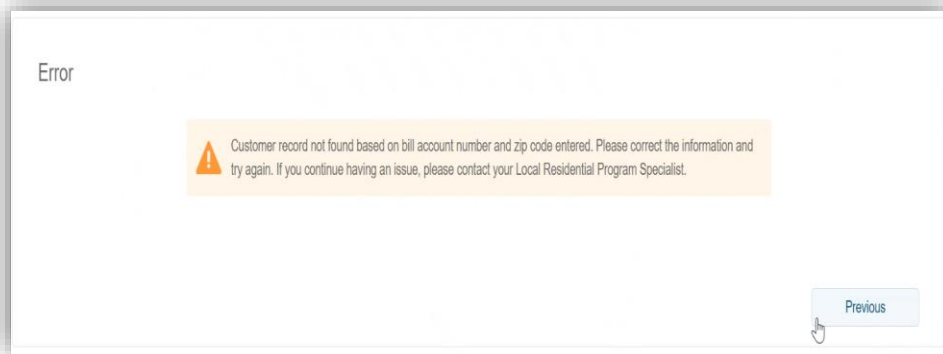 Error
Customer record not found based on bill account number and zip code entered. Please correct the information and
try again. If you continue having an issue, please contact your Local Residential Program Specialist.
Previous